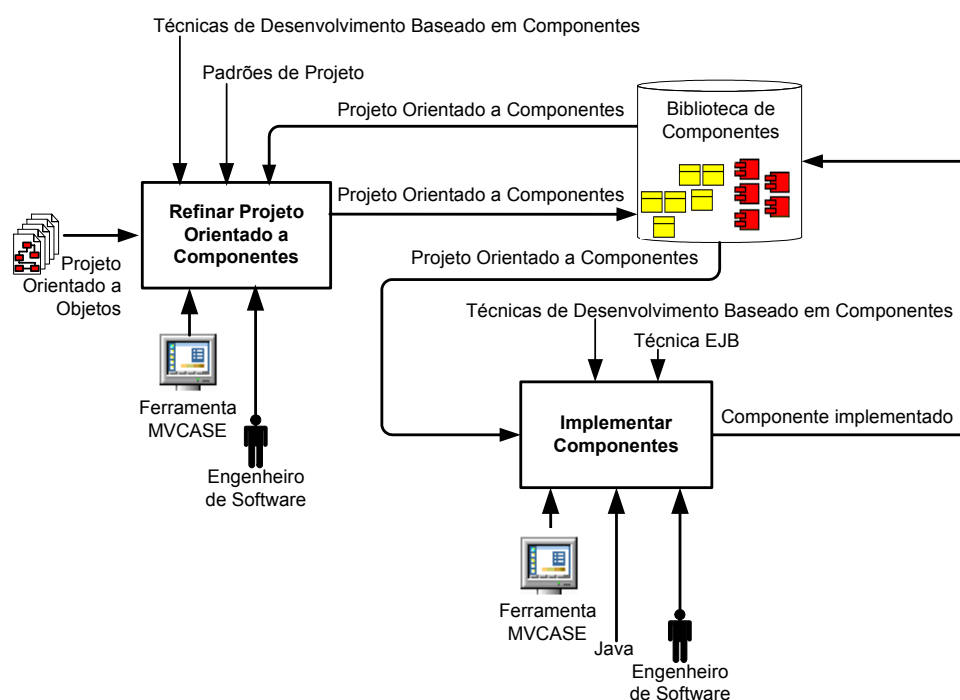 Técnicas de Desenvolvimento Baseado em Componentes
Padrões de Projeto
Projeto Orientado a Componentes
Biblioteca de
Componentes
Projeto Orientado a Componentes
Refinar Projeto
Orientado a
Componentes
Projeto
Orientado a
Objetos
Projeto Orientado a Componentes
Ferramenta
MVCASE
Engenheiro
de Software
Técnicas de Desenvolvimento Baseado em Componentes
Técnica EJB
Implementar
Componentes
Componente implementado
Ferramenta
MVCASE
Java
Engenheiro
de Software